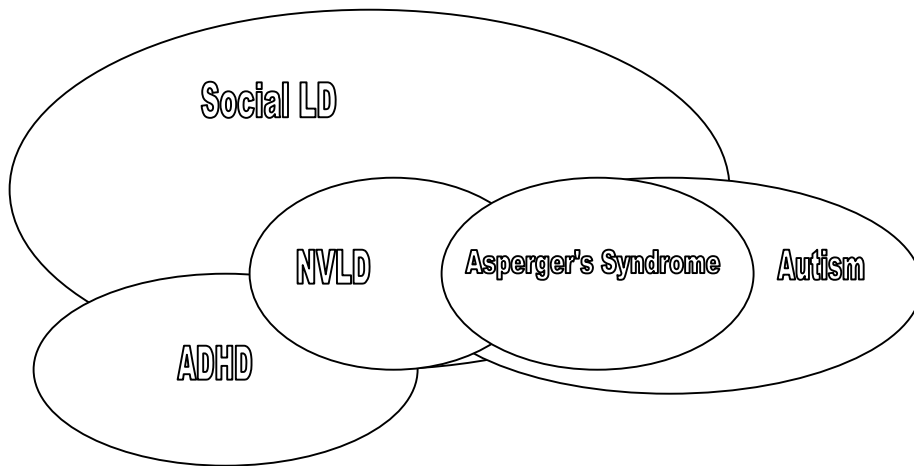 Social LD
NVLD
Asperger's Syndrome
Autism
ADHD